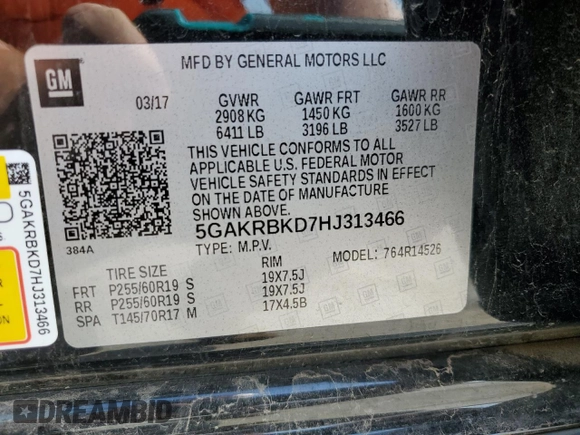 GM
MFD BY GENERAL MOTORS LLC
03/17
GVWR
2908 KG
6411 LB
GAWR FRT
1450 KG
3196 LB
GAWR RR
1600 KG
3527 LB
THIS VEHICLE CONFORMS TO ALL
APPLICABLE U.S. FEDERAL MOTOR
VEHICLE SAFETY STANDARDS IN EFFECT
ON THE DATE OF MANUFACTURE
SHOWN ABOVE.
384A
5GAKRBKD7HJ313466
TYPE: M.P.V.
MODEL: 764R14526
TIRE SIZE RIM
FRT P255/60R19 S 19X7.5J
RR P255/60R19 S 19X7.5J
SPA T145/70R17 M 17X4.5B
5GAKRBKD7HJ313466
DREAMBID